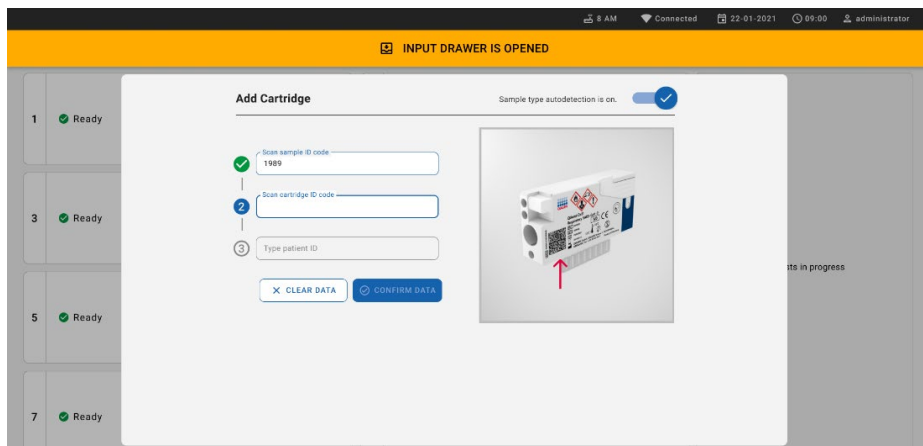 8 AM Connected 22-01-2021 09:00 administrator
INPUT DRAWER IS OPENED
Add Cartridge
Sample type autodetection is on.
1 Ready
Scan sample ID code
1989
Scan cartridge ID code
2
3 Ready
3 Type patient ID
sts in progress
CLEAR DATA CONFIRM DATA
5 Ready
7 Ready